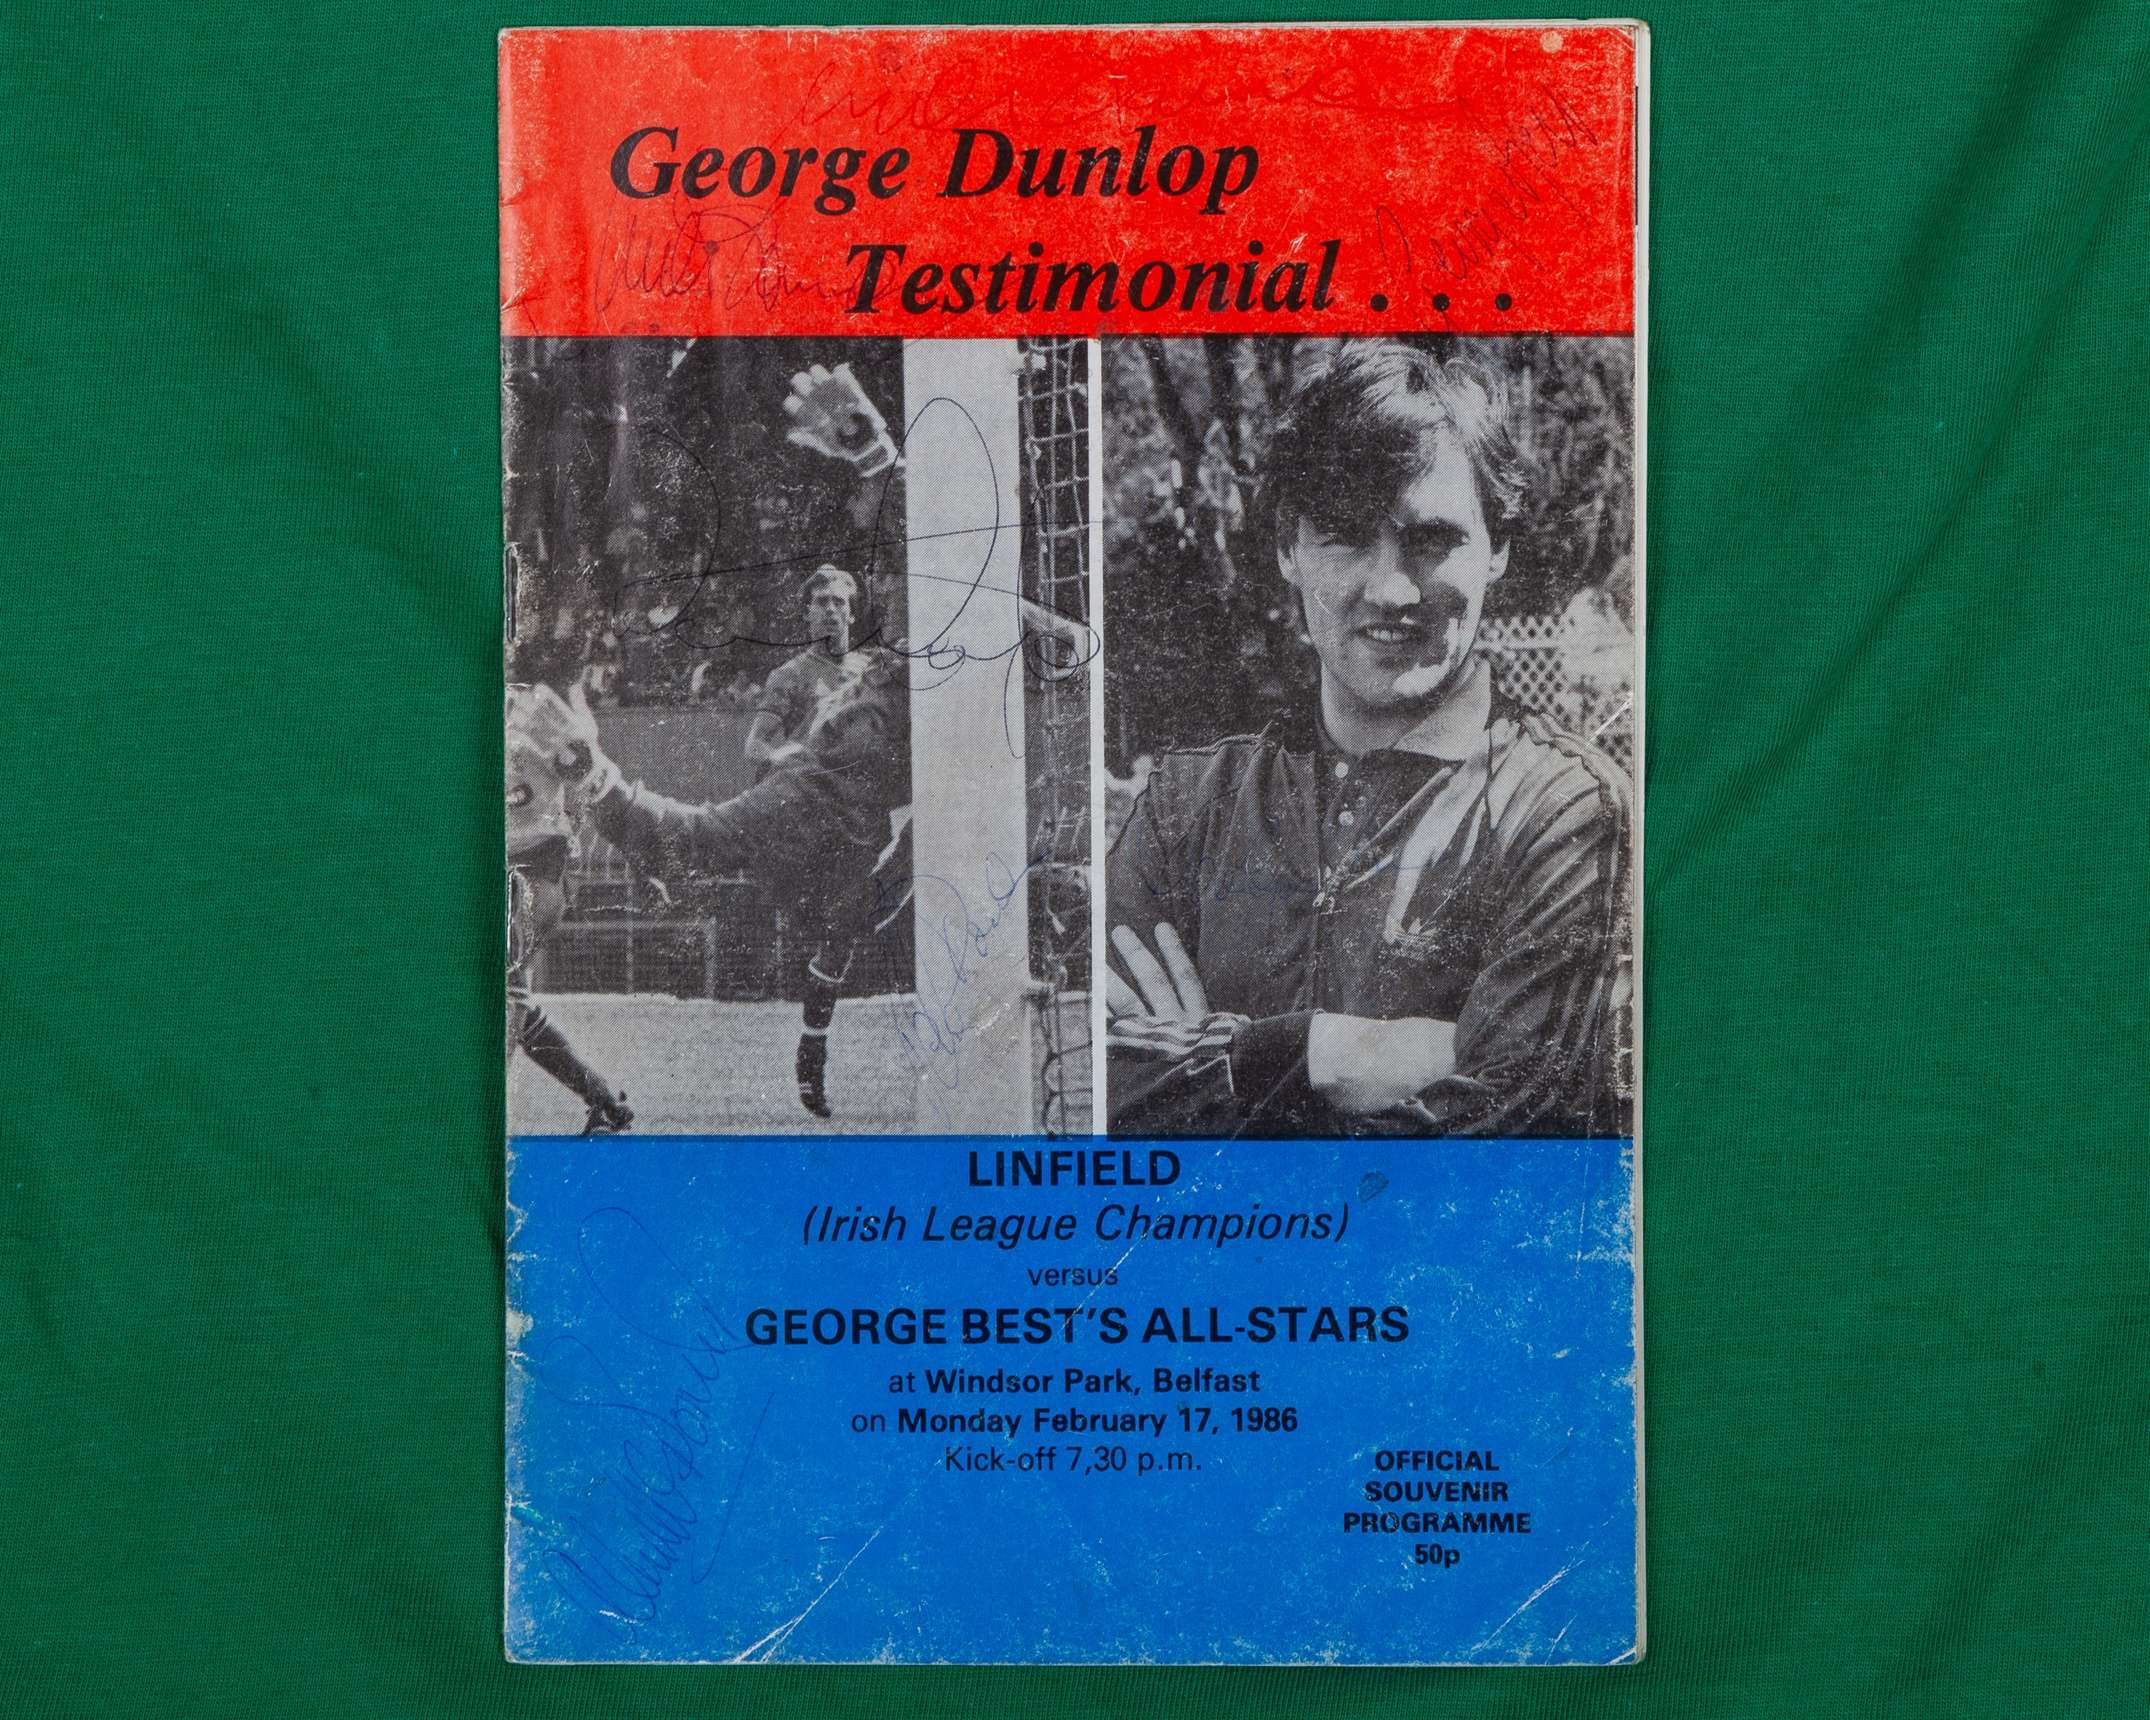 George Dunlop
Testimonial . . .
LINFIELD
(Irish League Champions)
versus
GEORGE BEST'S ALL-STARS
at Windsor Park, Belfast
on Monday February 17, 1986
Kick-off 7,30 p.m.
OFFICIAL
SOUVENIR
PROGRAMME
50p